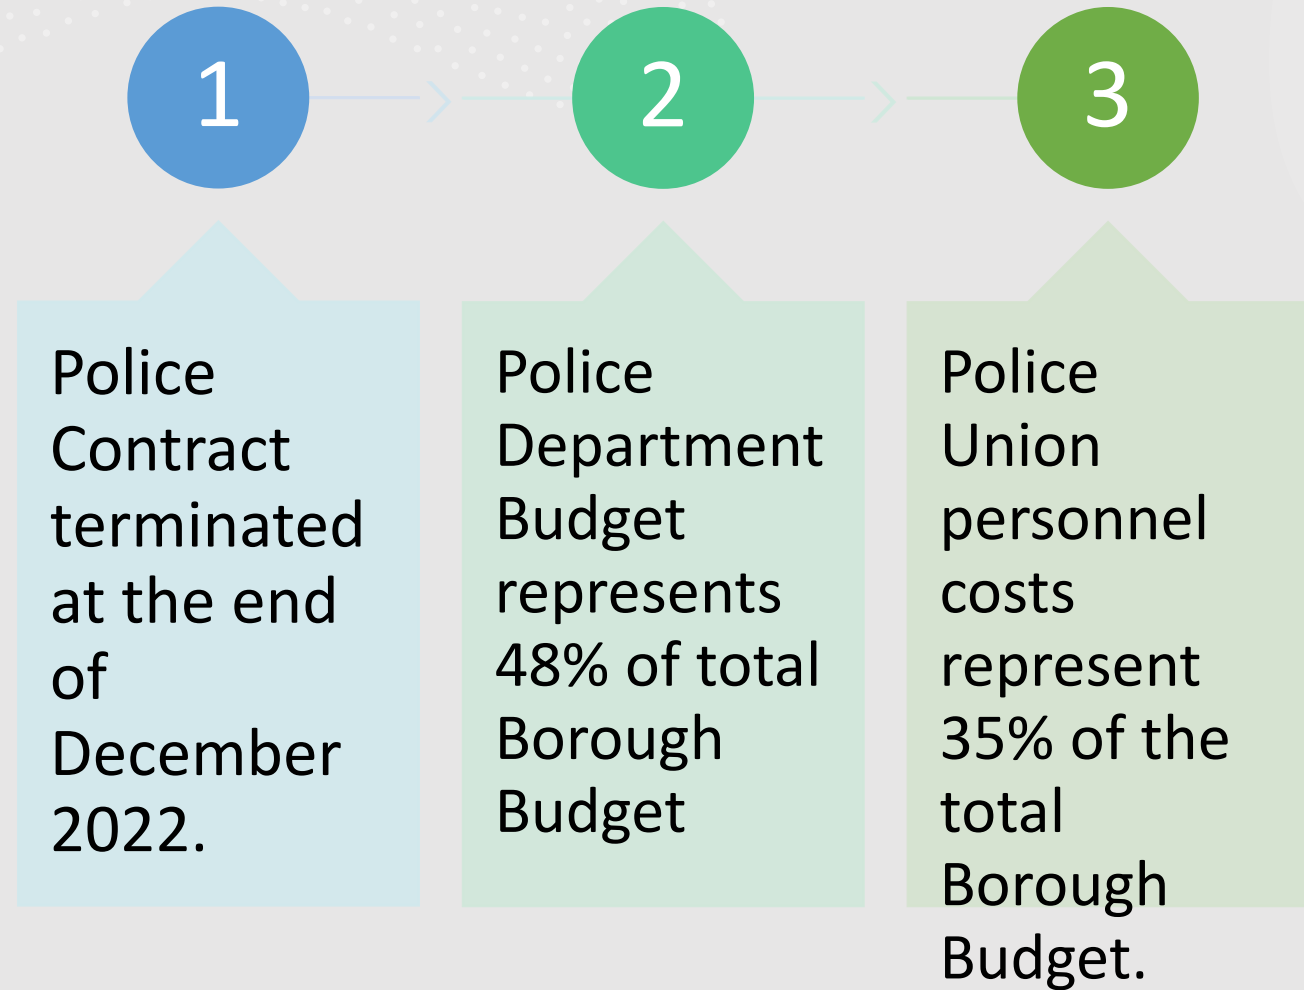 1
Police
Contract
terminated
at the end
of
December
2022.
2
Police
Department
Budget
represents
48% of total
Borough
Budget
3
Police
Union
personnel
costs
represent
35% of the
total
Borough
Budget.